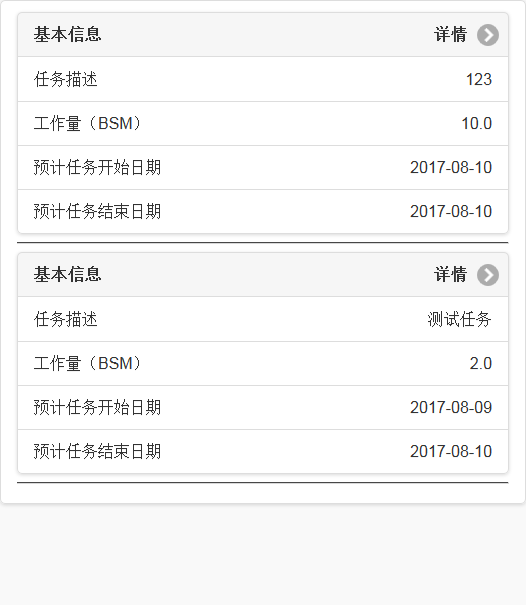 基本信息 详情
任务描述 123
工作量（BSM） 10.0
预计任务开始日期 2017-08-10
预计任务结束日期 2017-08-10
基本信息 详情
任务描述 测试任务
工作量（BSM） 2.0
预计任务开始日期 2017-08-09
预计任务结束日期 2017-08-10